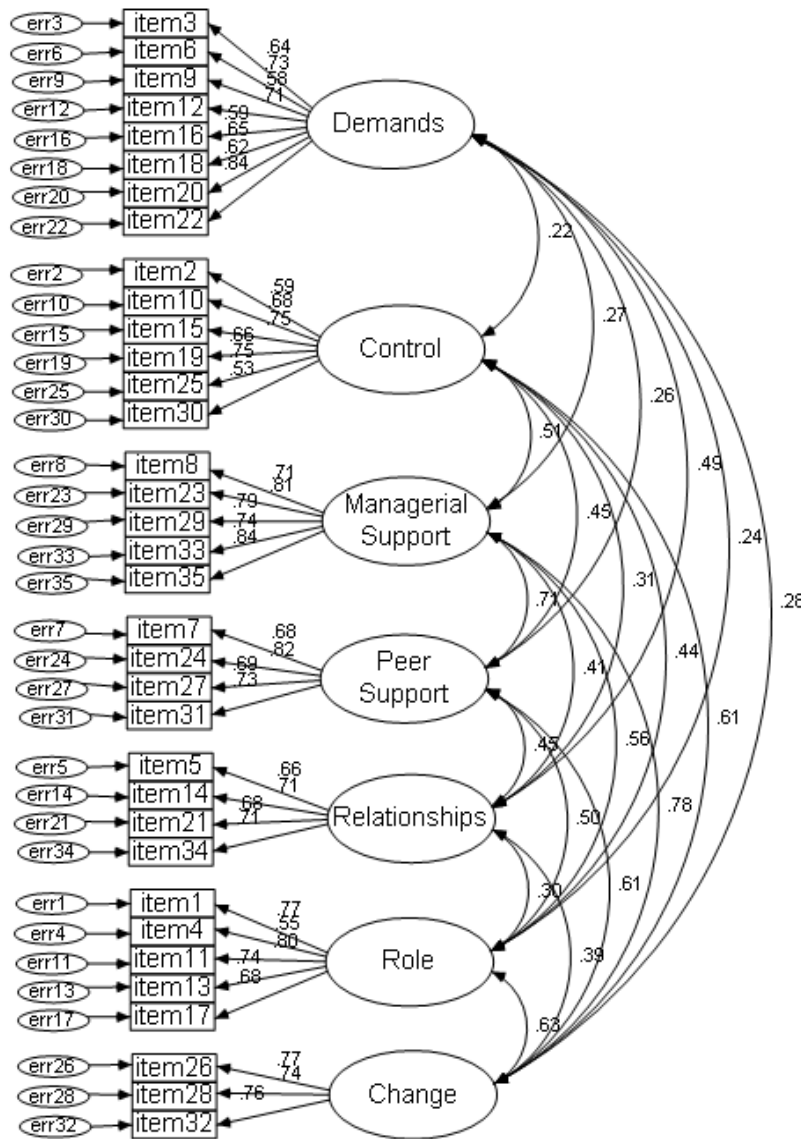 err3 item3
err6 item6
err9 item9
err12 item12
err16 item16
err18 item18
err20 item20
err22 item22
.64
.73
.58
.71
.59
.65
.62
.84
Demands
.22
.27
.26
.49
.24
.28
err2 item2
err10 item10
err15 item15
err19 item19
err25 item25
err30 item30
.59
.68
.75
.66
.75
.53
Control
.51
.45
.31
.44
.61
err8 item8
err23 item23
err29 item29
err33 item33
err35 item35
.71
.81
.79
.74
.84
Managerial
Support
.71
.41
.56
.78
err7 item7
err24 item24
err27 item27
err31 item31
.68
.82
.69
.73
Peer
Support
.45
.50
.61
err5 item5
err14 item14
err21 item21
err34 item34
.66
.71
.68
.71
Relationships
.30
.39
err1 item1
err4 item4
err11 item11
err13 item13
err17 item17
.77
.55
.80
.74
.68
Role
.63
err26 item26
err28 item28
err32 item32
.77
.74
.76
Change